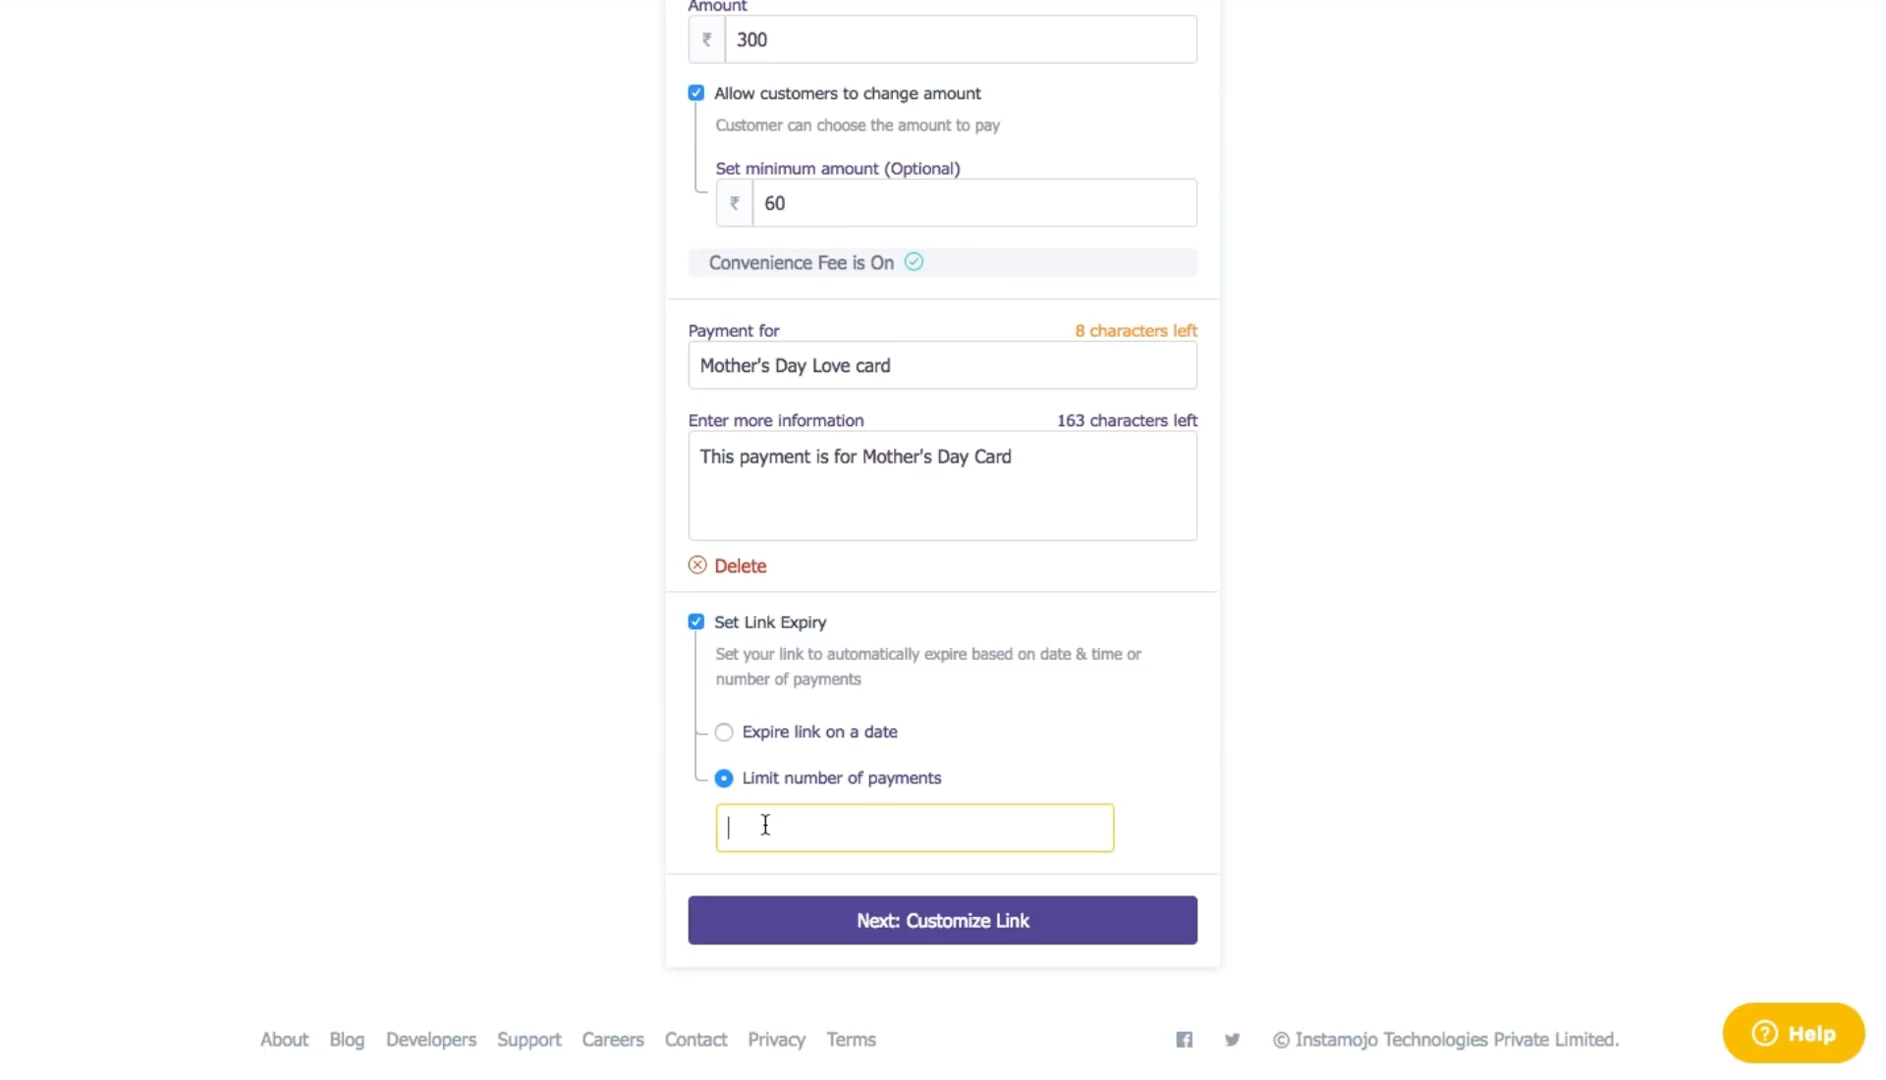 Amount
₹ 300
Allow customers to change amount
Customer can choose the amount to pay
Set minimum amount (Optional)
₹ 60
Convenience Fee is On
Payment for 8 characters left
Mother's Day Love card
Enter more information 163 characters left
This payment is for Mother's Day Card
Delete
Set Link Expiry
Set your link to automatically expire based on date & time or
number of payments
Expire link on a date
Limit number of payments
Next: Customize Link
About Blog Developers Support Careers Contact Privacy Terms © Instamojo Technologies Private Limited.
Help